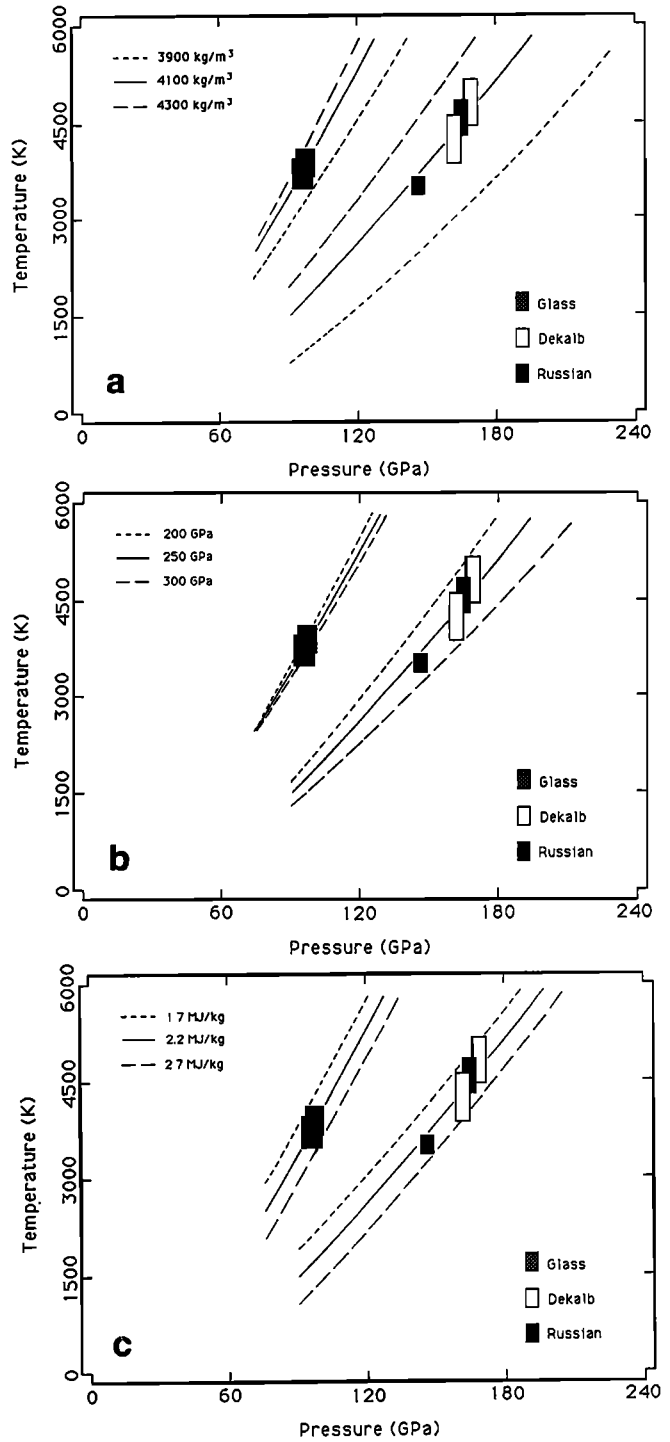 6000
4500
3000
1500
0
Temperature (K)
3900 kg/m³
4100 kg/m³
4300 kg/m³
Glass
Dekalb
Russian
a
0
60
120
180
240
Pressure (GPa)
6000
4500
3000
1500
0
Temperature (K)
200 GPa
250 GPa
300 GPa
Glass
Dekalb
Russian
b
0
60
120
180
240
Pressure (GPa)
6000
4500
3000
1500
0
Temperature (K)
1.7 MJ/kg
2.2 MJ/kg
2.7 MJ/kg
Glass
Dekalb
Russian
c
0
60
120
180
240
Pressure (GPa)